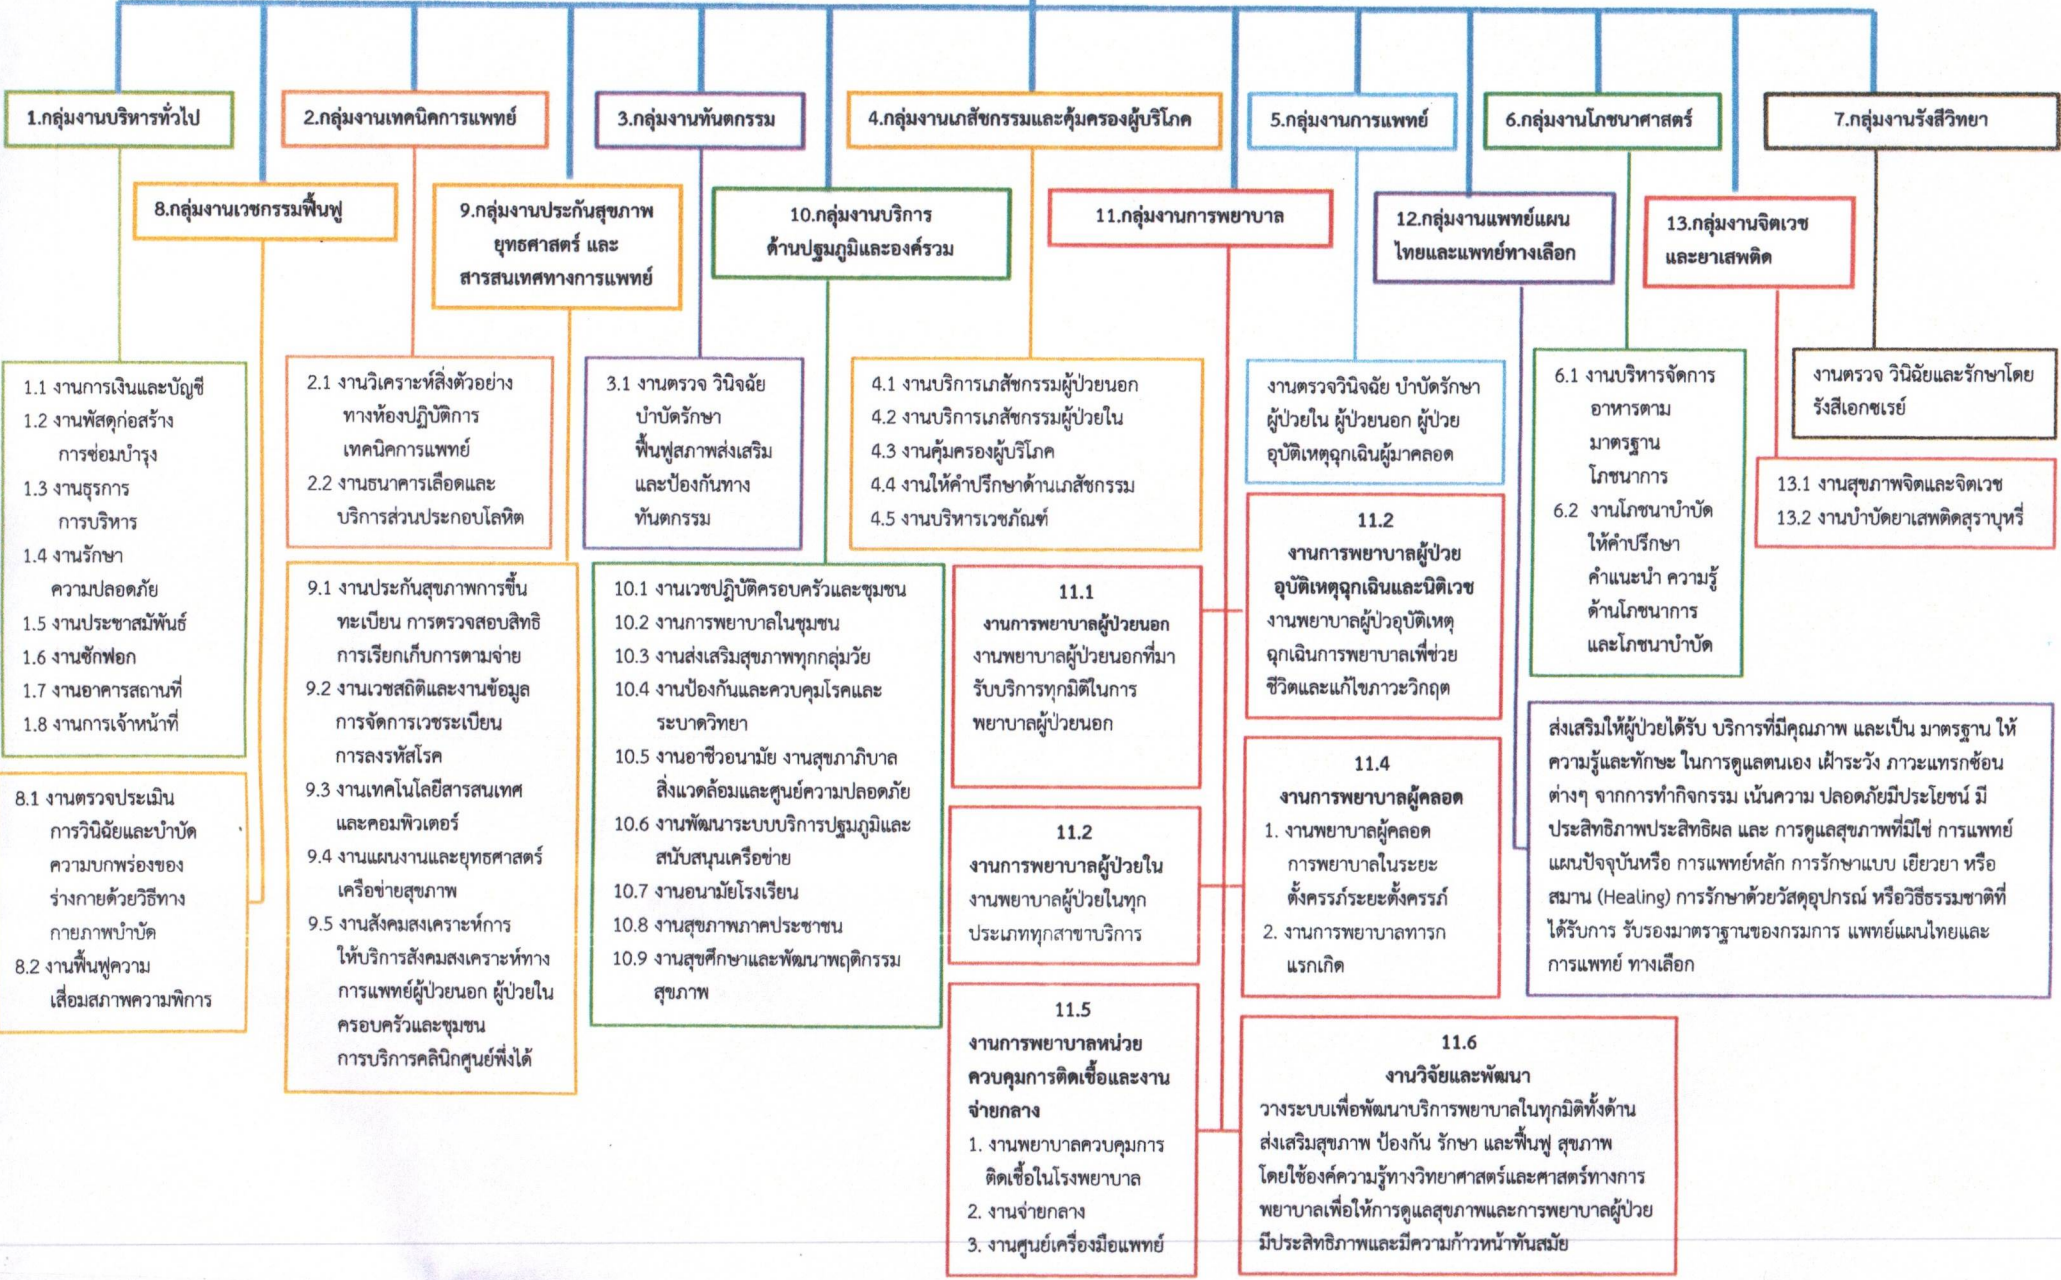 1.กลุ่มงานบริหารทั่วไป
2.กลุ่มงานเทคนิคการแพทย์
3.กลุ่มงานทันตกรรม
4.กลุ่มงานเภสัชกรรมและคุ้มครองผู้บริโภค
5.กลุ่มงานการแพทย์
6.กลุ่มงานโภชนาศาสตร์
7.กลุ่มงานรังสีวิทยา
8.กลุ่มงานเวชกรรมฟื้นฟู
9.กลุ่มงานประกันสุขภาพ
ยุทธศาสตร์ และ
สารสนเทศทางการแพทย์
10.กลุ่มงานบริการ
ด้านปฐมภูมิและองค์รวม
11.กลุ่มงานการพยาบาล
12.กลุ่มงานแพทย์แผน
ไทยและแพทย์ทางเลือก
13.กลุ่มงานจิตเวช
และยาเสพติด
1.1 งานการเงินและบัญชี
1.2 งานพัสดุก่อสร้าง
การซ่อมบำรุง
1.3 งานธุรการ
การบริหาร
1.4 งานรักษา
ความปลอดภัย
1.5 งานประชาสัมพันธ์
1.6 งานซักฟอก
1.7 งานอาคารสถานที่
1.8 งานการเจ้าหน้าที่
2.1 งานวิเคราะห์สิ่งตัวอย่าง
ทางห้องปฏิบัติการ
เทคนิคการแพทย์
2.2 งานธนาคารเลือดและ
บริการส่วนประกอบโลหิต
3.1 งานตรวจ วินิจฉัย
บำบัดรักษา
ฟื้นฟูสภาพส่งเสริม
และป้องกันทาง
ทันตกรรม
4.1 งานบริการเภสัชกรรมผู้ป่วยนอก
4.2 งานบริการเภสัชกรรมผู้ป่วยใน
4.3 งานคุ้มครองผู้บริโภค
4.4 งานให้คำปรึกษาด้านเภสัชกรรม
4.5 งานบริหารเวชภัณฑ์
งานตรวจวินิจฉัย บำบัดรักษา
ผู้ป่วยใน ผู้ป่วยนอก ผู้ป่วย
อุบัติเหตุฉุกเฉินผู้มาคลอด
6.1 งานบริหารจัดการ
อาหารตาม
มาตรฐาน
โภชนาการ
6.2 งานโภชนาบำบัด
ให้คำปรึกษา
คำแนะนำ ความรู้
ด้านโภชนาการ
และโภชนาบำบัด
งานตรวจ วินิฉัยและรักษาโดย
รังสีเอกซเรย์
13.1 งานสุขภาพจิตและจิตเวช
13.2 งานบำบัดยาเสพติดสุราบุหรี่
8.1 งานตรวจประเมิน
การวินิฉัยและบำบัด
ความบกพร่องของ
ร่างกายด้วยวิธีทาง
กายภาพบำบัด
8.2 งานฟื้นฟูความ
เสื่อมสภาพความพิการ
9.1 งานประกันสุขภาพการขึ้น
ทะเบียน การตรวจสอบสิทธิ
การเรียกเก็บการตามจ่าย
9.2 งานเวชสถิติและงานข้อมูล
การจัดการเวชระเบียน
การลงรหัสโรค
9.3 งานเทคโนโลยีสารสนเทศ
และคอมพิวเตอร์
9.4 งานแผนงานและยุทธศาสตร์
เครือข่ายสุขภาพ
9.5 งานสังคมสงเคราะห์การ
ให้บริการสังคมสงเคราะห์ทาง
การแพทย์ผู้ป่วยนอก ผู้ป่วยใน
ครอบครัวและชุมชน
การบริการคลินิกศูนย์พึ่งได้
10.1 งานเวชปฏิบัติครอบครัวและชุมชน
10.2 งานการพยาบาลในชุมชน
10.3 งานส่งเสริมสุขภาพทุกกลุ่มวัย
10.4 งานป้องกันและควบคุมโรคและ
ระบาดวิทยา
10.5 งานอาชีวอนามัย งานสุขภาภิบาล
สิ่งแวดล้อมและศูนย์ความปลอดภัย
10.6 งานพัฒนาระบบบริการปฐมภูมิและ
สนับสนุนเครือข่าย
10.7 งานอนามัยโรงเรียน
10.8 งานสุขภาพภาคประชาชน
10.9 งานสุขศึกษาและพัฒนาพฤติกรรม
สุขภาพ
11.1
งานการพยาบาลผู้ป่วยนอก
งานพยาบาลผู้ป่วยนอกที่มา
รับบริการทุกมิติในการ
พยาบาลผู้ป่วยนอก
11.2
งานการพยาบาลผู้ป่วย
อุบัติเหตุฉุกเฉินและนิติเวช
งานพยาบาลผู้ป่วอุบัติเหตุ
ฉุกเฉินการพยาบาลเพื่ช่วย
ชีวิตและแก้ไขภาวะวิกฤต
11.2
งานการพยาบาลผู้ป่วยใน
งานพยาบาลผู้ป่วยในทุก
ประเภททุกสาขาบริการ
11.4
งานการพยาบาลผู้คลอด
1. งานพยาบาลผู้คลอด
การพยาบาลในระยะ
ตั้งครรภ์ระยะตั้งครรภ์
2. งานการพยาบาลทารก
แรกเกิด
ส่งเสริมให้ผู้ป่วยได้รับ บริการที่มีคุณภาพ และเป็น มาตรฐาน ให้
ความรู้และทักษะ ในการดูแลตนเอง เฝ้าระวัง ภาวะแทรกซ้อน
ต่างๆ จากการทำกิจกรรม เน้นความ ปลอดภัยมีประโยชน์ มี
ประสิทธิภาพประสิทธิผล และ การดูแลสุขภาพที่มิใช่ การแพทย์
แผนปัจจุบันหรือ การแพทย์หลัก การรักษาแบบ เยียวยา หรือ
สมาน (Healing) การรักษาด้วยวัสดุอุปกรณ์ หรือวิธีธรรมชาติที่
ได้รับการ รับรองมาตราฐานของกรมการ แพทย์แผนไทยและ
การแพทย์ ทางเลือก
11.5
งานการพยาบาลหน่วย
ควบคุมการติดเชื้อและงาน
จ่ายกลาง
1. งานพยาบาลควบคุมการ
ติดเชื้อในโรงพยาบาล
2. งานจ่ายกลาง
3. งานศูนย์เครื่องมือแพทย์
11.6
งานวิจัยและพัฒนา
วางระบบเพื่อพัฒนาบริการพยาบาลในทุกมิติทั้งด้าน
ส่งเสริมสุขภาพ ป้องกัน รักษา และฟื้นฟู สุขภาพ
โดยใช้องค์ความรู้ทางวิทยาศาสตร์และศาสตร์ทางการ
พยาบาลเพื่อให้การดูแลสุขภาพและการพยาบาลผู้ป่วย
มีประสิทธิภาพและมีความก้าวหน้าทันสมัย